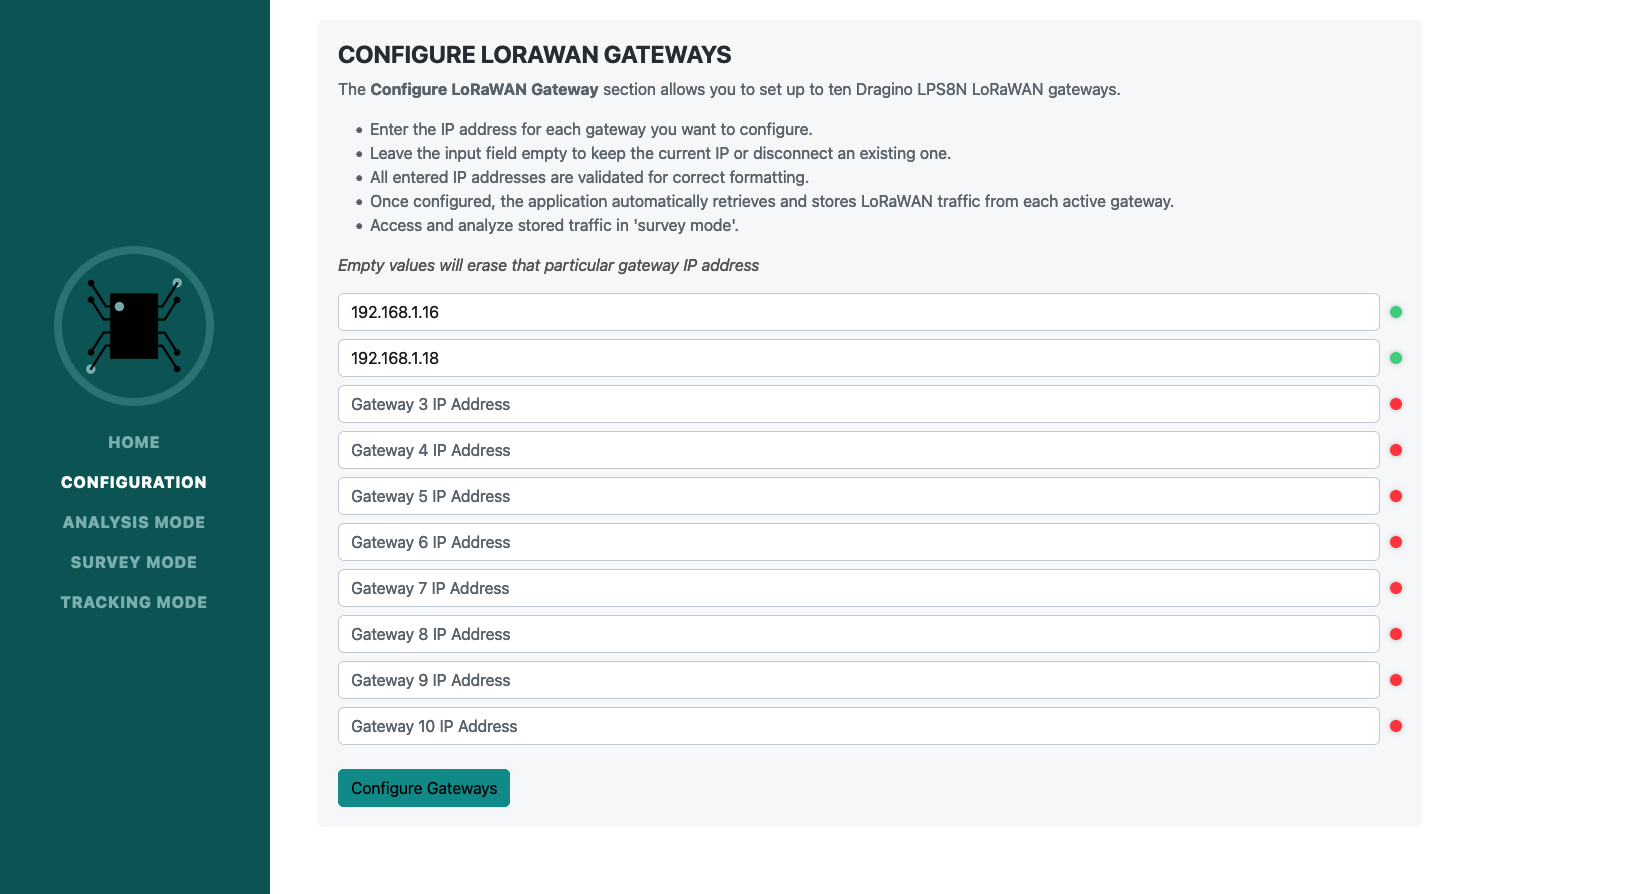 HOME
CONFIGURATION
ANALYSIS MODE
SURVEY MODE
TRACKING MODE
CONFIGURE LORAWAN GATEWAYS
The Configure LoRaWAN Gateway section allows you to set up to ten Dragino LPS8N LoRaWAN gateways.
Enter the IP address for each gateway you want to configure.
Leave the input field empty to keep the current IP or disconnect an existing one.
All entered IP addresses are validated for correct formatting.
Once configured, the application automatically retrieves and stores LoRaWAN traffic from each active gateway.
Access and analyze stored traffic in 'survey mode'.
Empty values will erase that particular gateway IP address
192.168.1.16
192.168.1.18
Gateway 3 IP Address
Gateway 4 IP Address
Gateway 5 IP Address
Gateway 6 IP Address
Gateway 7 IP Address
Gateway 8 IP Address
Gateway 9 IP Address
Gateway 10 IP Address
Configure Gateways